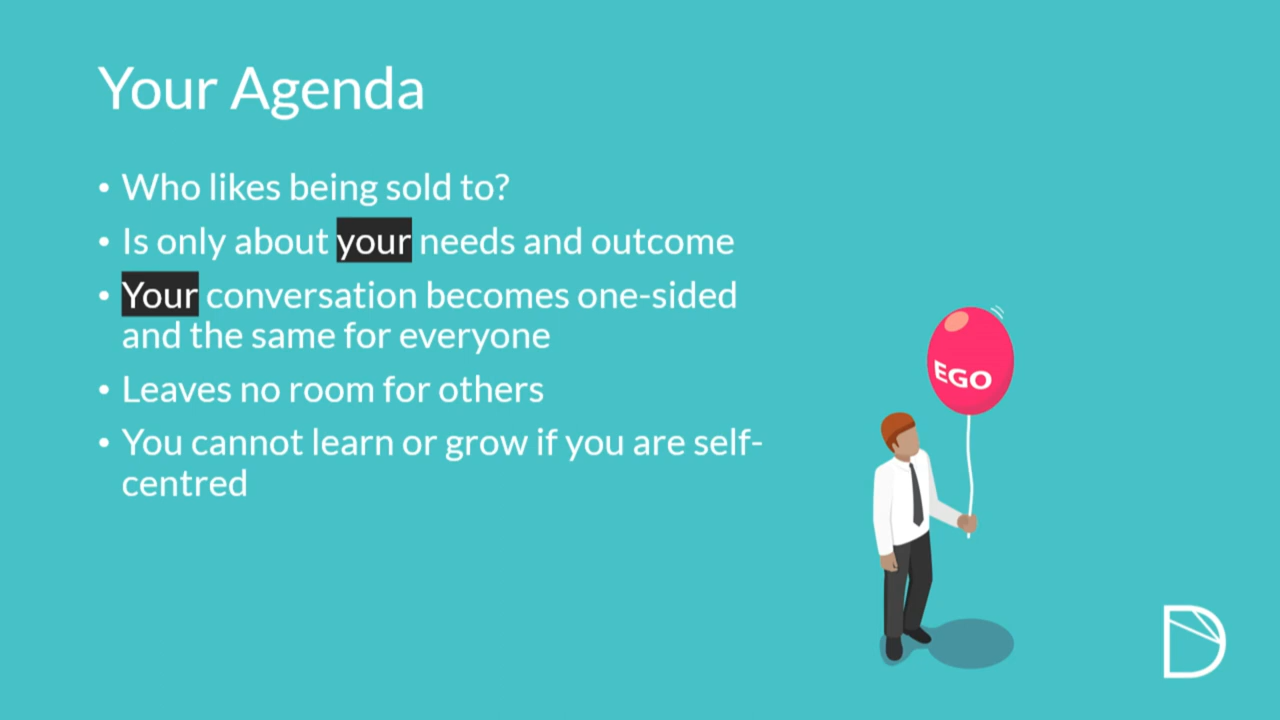 Your Agenda
• Who likes being sold to?
• Is only about your needs and outcome
• Your conversation becomes one-sided
and the same for everyone
• Leaves no room for others
• You cannot learn or grow if you are self-
centred
EGO